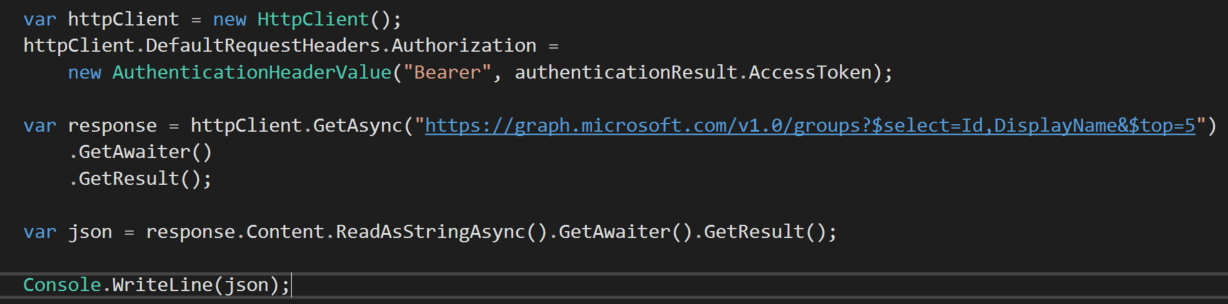 var httpClient = new HttpClient();
httpClient.DefaultRequestHeaders.Authorization =
    new AuthenticationHeaderValue("Bearer", authenticationResult.AccessToken);
var response = httpClient.GetAsync("https://graph.microsoft.com/v1.0/groups?$select=Id,DisplayName&$top=5")
    .GetAwaiter()
    .GetResult();
var json = response.Content.ReadAsStringAsync().GetAwaiter().GetResult();
Console.WriteLine(json);